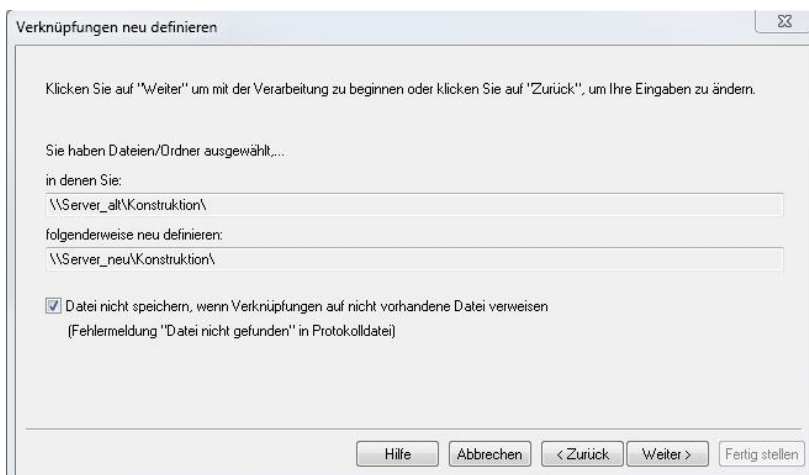 Verknüpfungen neu definieren
Klicken Sie auf "Weiter" um mit der Verarbeitung zu beginnen oder klicken Sie auf "Zurück", um Ihre Eingaben zu ändern.
Sie haben Dateien/Ordner ausgewählt,...
in denen Sie:
\\Server_alt\Konstruktion\
folgenderweise neu definieren:
\\Server_neu\Konstruktion\
Datei nicht speichern, wenn Verknüpfungen auf nicht vorhandene Datei verweisen
(Fehlermeldung "Datei nicht gefunden" in Protokolldatei)
Hilfe
Abbrechen
< Zurück
Weiter >
Fertig stellen